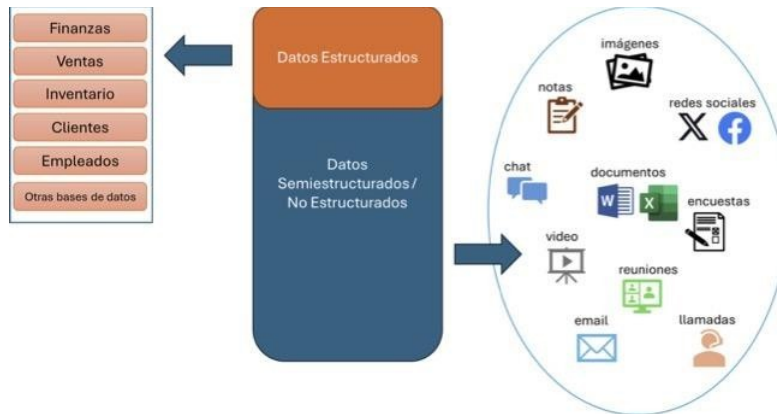 Finanzas
Ventas
Inventario
Clientes
Empleados
Otras bases de datos
Datos Estructurados
Datos
Semiestructurados /
No Estructurados
imágenes
notas
redes sociales
X
f
chat
documentos
W
X
encuestas
video
reuniones
email
llamadas